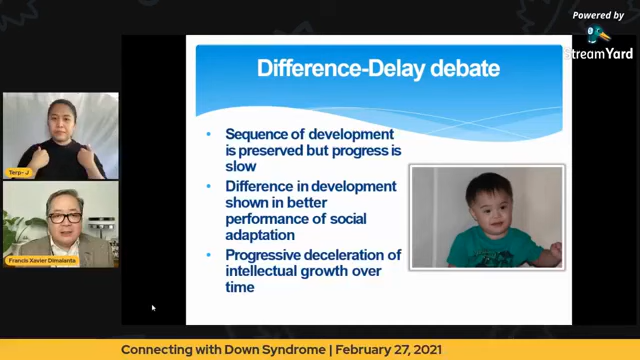 Powered by
StreamYard
Difference-Delay debate
• Sequence of development
is preserved but progress is
slow
• Difference in development
shown in better
performance of social
adaptation
• Progressive deceleration of
intellectual growth over
time
Terp- J
Francis Xavier Dimalanta
Connecting with Down Syndrome | February 27, 2021